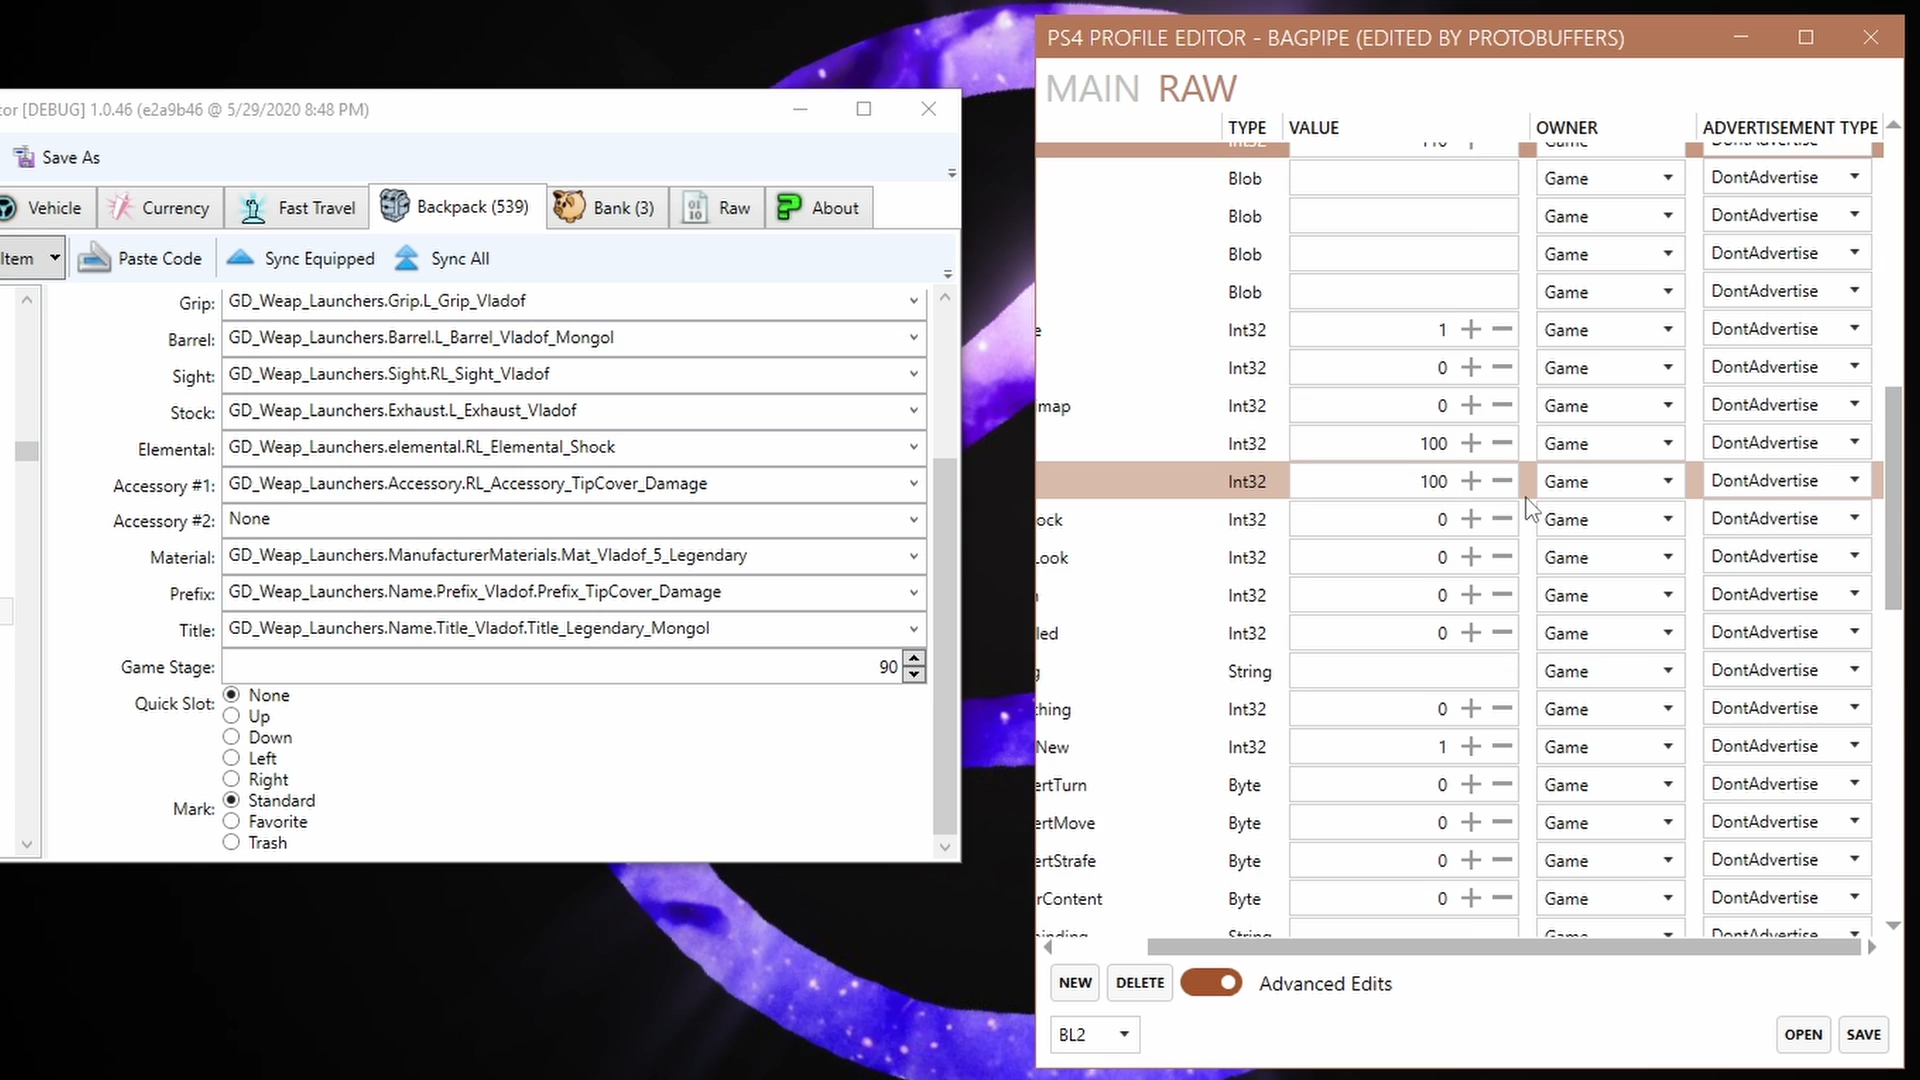 tor [DEBUG] 1.0.46 (e2a9b46 @ 5/29/2020 8:48 PM)
Save As
Vehicle
Currency
Fast Travel
Backpack (539)
Bank (3)
Raw
About
Item
Paste Code
Sync Equipped
Sync All
Grip: GD_Weap_Launchers.Grip.L_Grip_Vladof
Barrel: GD_Weap_Launchers.Barrel.L_Barrel_Vladof_Mongol
Sight: GD_Weap_Launchers.Sight.RL_Sight_Vladof
Stock: GD_Weap_Launchers.Exhaust.L_Exhaust_Vladof
Elemental: GD_Weap_Launchers.elemental.RL_Elemental_Shock
Accessory #1: GD_Weap_Launchers.Accessory.RL_Accessory_TipCover_Damage
Accessory #2: None
Material: GD_Weap_Launchers.ManufacturerMaterials.Mat_Vladof_5_Legendary
Prefix: GD_Weap_Launchers.Name.Prefix_Vladof.Prefix_TipCover_Damage
Title: GD_Weap_Launchers.Name.Title_Vladof.Title_Legendary_Mongol
Game Stage: 90
Quick Slot: None
Up
Down
Left
Right
Mark: Standard
Favorite
Trash
PS4 PROFILE EDITOR - BAGPIPE (EDITED BY PROTOBUFFERS)
MAIN RAW
TYPE VALUE OWNER ADVERTISEMENT TYPE
Blob Game DontAdvertise
Blob Game DontAdvertise
Blob Game DontAdvertise
Blob Game DontAdvertise
e Int32 1 Game DontAdvertise
Int32 0 Game DontAdvertise
map Int32 0 Game DontAdvertise
Int32 100 Game DontAdvertise
Int32 100 Game DontAdvertise
ock Int32 0 Game DontAdvertise
Look Int32 0 Game DontAdvertise
Int32 0 Game DontAdvertise
led Int32 0 Game DontAdvertise
g String Game DontAdvertise
thing Int32 0 Game DontAdvertise
New Int32 1 Game DontAdvertise
ertTurn Byte 0 Game DontAdvertise
ertMove Byte 0 Game DontAdvertise
ertStrafe Byte 0 Game DontAdvertise
rContent Byte 0 Game DontAdvertise
inding String Game DontAdvertise
NEW DELETE Advanced Edits
BL2 OPEN SAVE